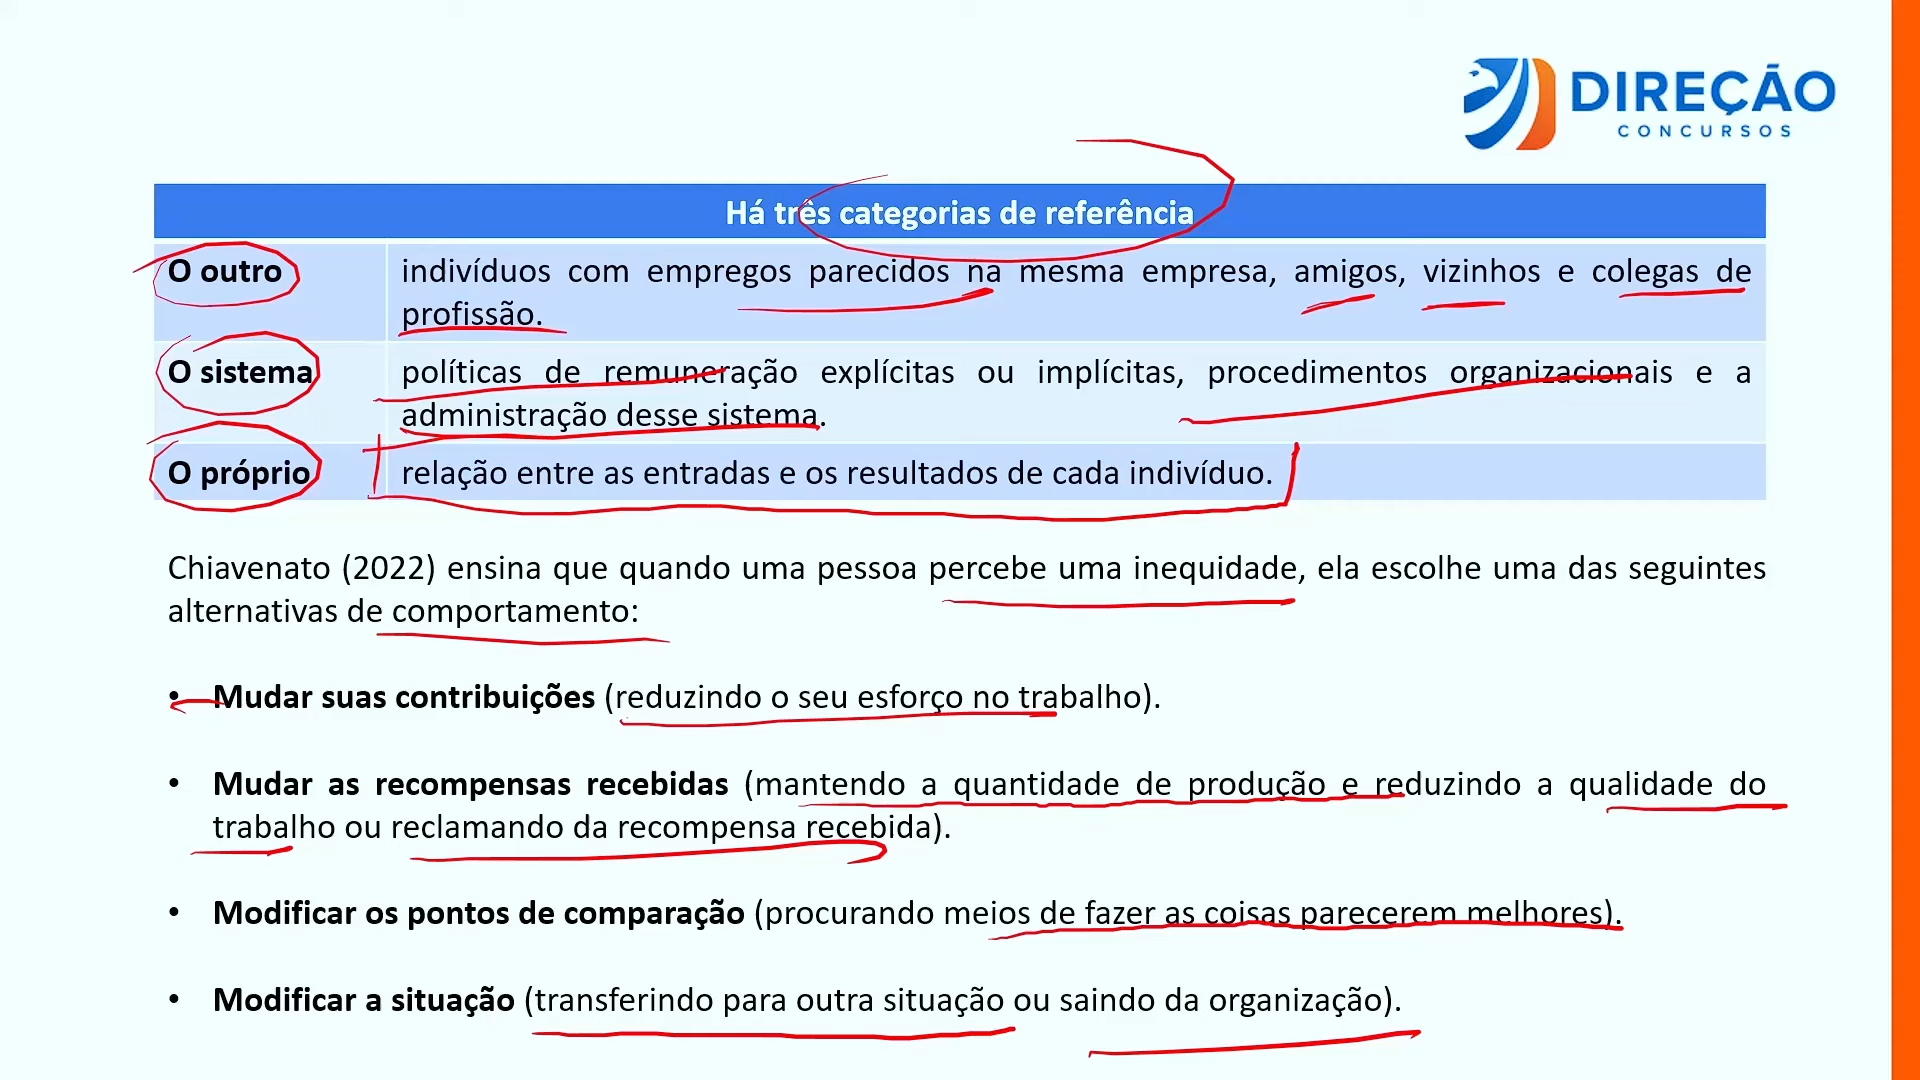 DIREÇÃO
CONCURSOS
Há três categorias de referência
O outro
indivíduos com empregos parecidos na mesma empresa, amigos, vizinhos e colegas de
profissão.
O sistema
políticas de remuneração explícitas ou implícitas, procedimentos organizacionais e a
administração desse sistema.
O próprio
relação entre as entradas e os resultados de cada indivíduo.
Chiavenato (2022) ensina que quando uma pessoa percebe uma inequidade, ela escolhe uma das seguintes
alternativas de comportamento:
• Mudar suas contribuições (reduzindo o seu esforço no trabalho).
• Mudar as recompensas recebidas (mantendo a quantidade de produção e reduzindo a qualidade do
trabalho ou reclamando da recompensa recebida).
• Modificar os pontos de comparação (procurando meios de fazer as coisas parecerem melhores).
• Modificar a situação (transferindo para outra situação ou saindo da organização).